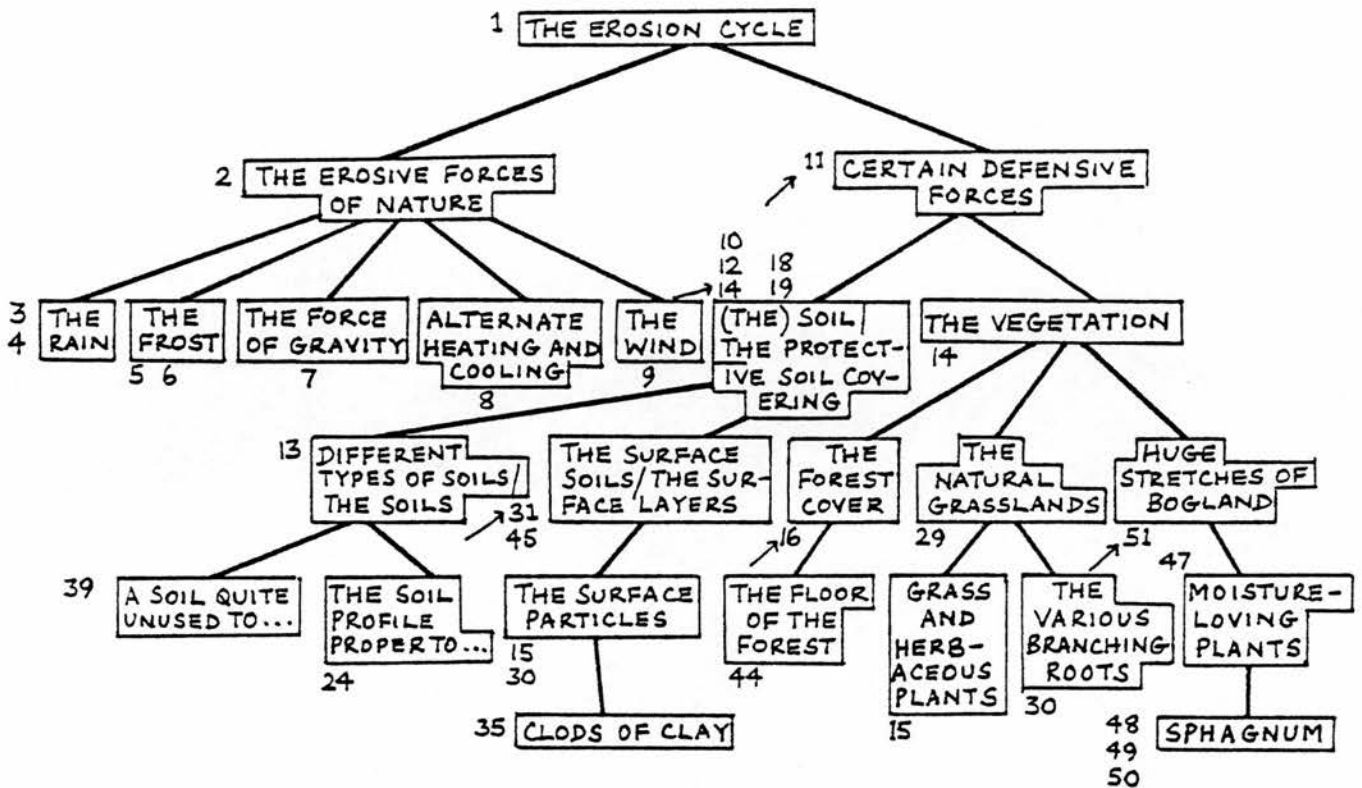 1 THE EROSION CYCLE
2 THE EROSIVE FORCES
OF NATURE
11 CERTAIN DEFENSIVE
FORCES
10
12 18
14 19
3
4
THE
RAIN
THE
FROST
5 6
THE FORCE
OF GRAVITY
7
ALTERNATE
HEATING AND
COOLING
8
THE
WIND
9
(THE) SOIL/
THE PROTECT-
IVE SOIL COV-
ERING
THE VEGETATION
14
13 DIFFERENT
TYPES OF SOILS/
THE SOILS
31
45
THE SURFACE
SOILS/THE SUR-
FACE LAYERS
THE
FOREST
COVER
16
THE
NATURAL
GRASSLANDS
29
HUGE
STRETCHES OF
BOGLAND
51
39 A SOIL QUITE
UNUSED TO...
THE SOIL
PROFILE
PROPER TO...
24
THE SURFACE
PARTICLES
15
30
THE FLOOR
OF THE
FOREST
44
GRASS
AND
HERB-
ACEOUS
PLANTS
15
THE
VARIOUS
BRANCHING
ROOTS
30
47
MOISTURE-
LOVING
PLANTS
35 CLODS OF CLAY
48
49
50
SPHAGNUM